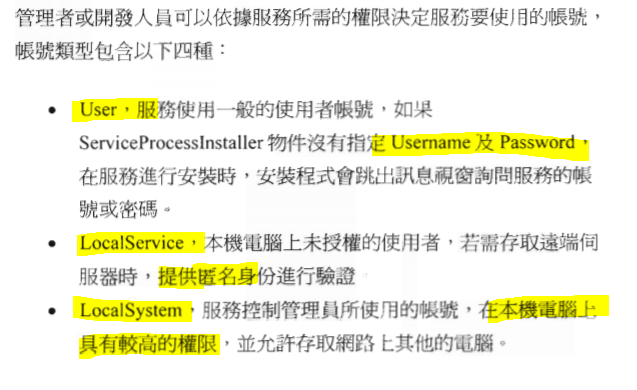 管理者或開發人員可以依據服務所需的權限決定服務要使用的帳號，
帳號類型包含以下四種：
• User，服務使用一般的使用者帳號，如果
ServiceProcessInstaller 物件沒有指定 Username 及 Password，
在服務進行安裝時，安裝程式會跳出訊息視窗詢問服務的帳
號或密碼。
• LocalService，本機電腦上未授權的使用者，若需存取遠端伺
服器時，提供匿名身份進行驗證
• LocalSystem，服務控制管理員所使用的帳號，在本機電腦上
具有較高的權限，並允許存取網路上其他的電腦。